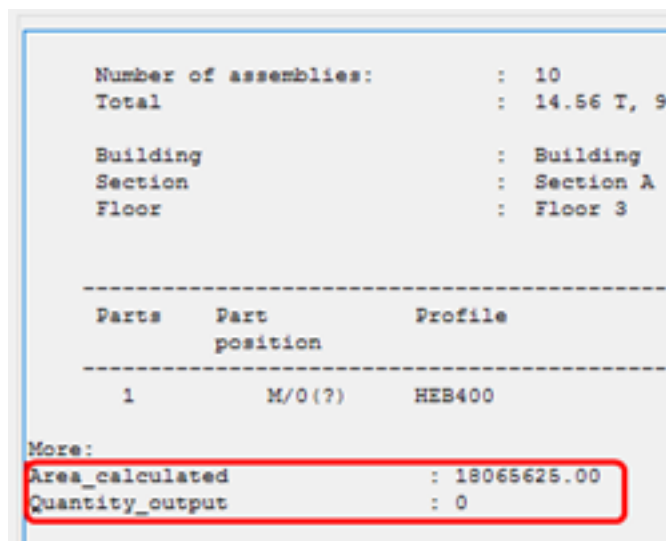 Number of assemblies: : 10
Total : 14.56 T, 9
Building : Building
Section : Section A
Floor : Floor 3
Parts Part Profile
position
1 M/0(?) HEB400
More:
Area_calculated : 18065625.00
Quantity_output : 0